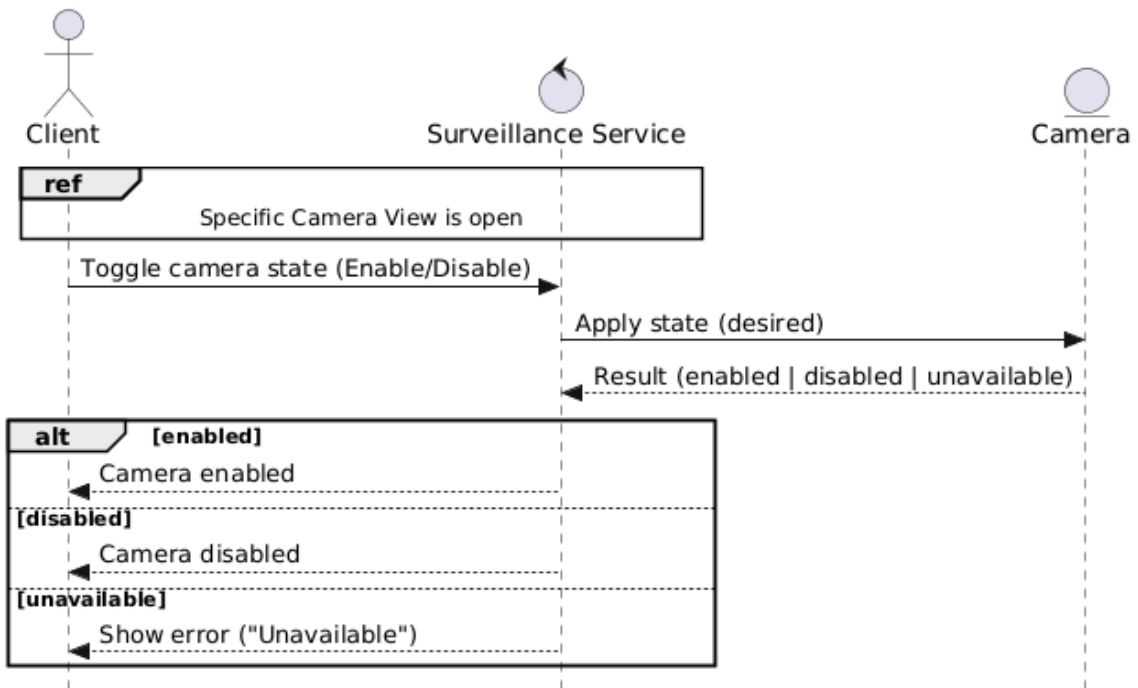 Client
Surveillance Service
Camera
ref
Specific Camera View is open
Toggle camera state (Enable/Disable)
Apply state (desired)
Result (enabled | disabled | unavailable)
alt [enabled]
Camera enabled
[disabled]
Camera disabled
[unavailable]
Show error ("Unavailable")